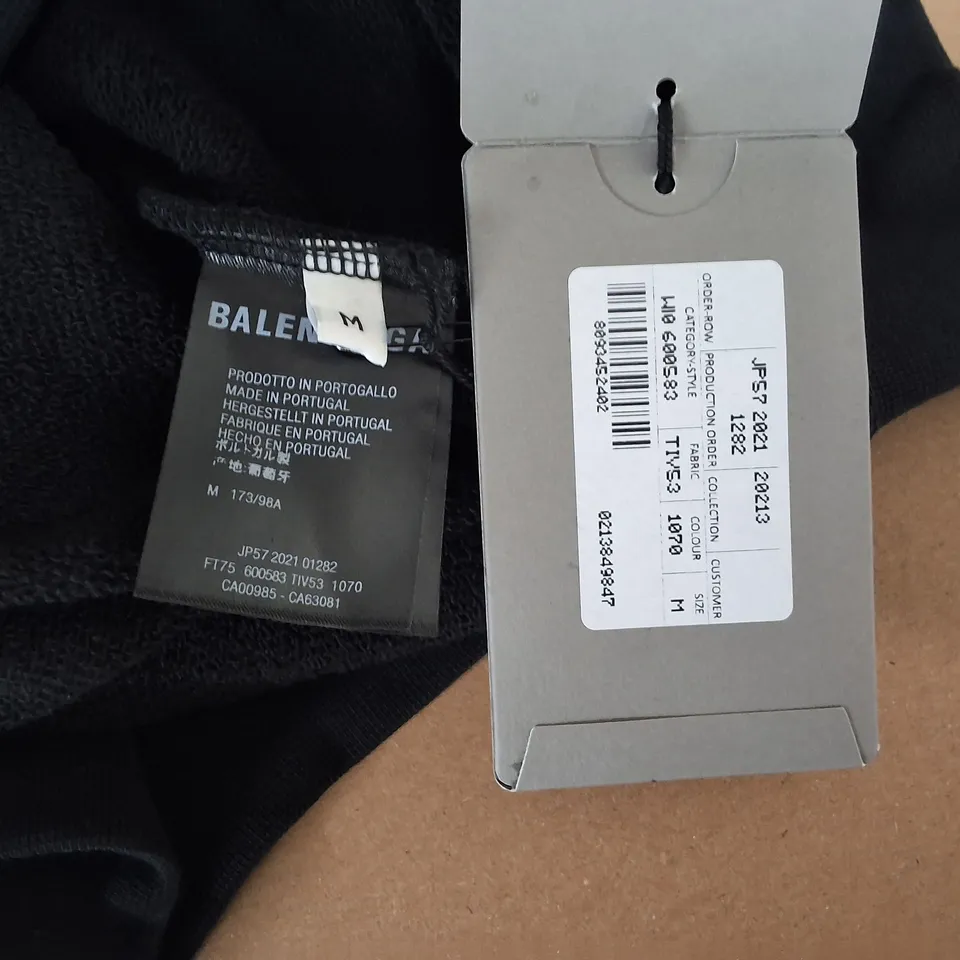 BALEN GA
M
PRODOTTO IN PORTOGALLO
MADE IN PORTUGAL
HERGESTELLT IN PORTUGAL
FABRIQUE EN PORTUGAL
HECHO EN PORTUGAL
ポルトガル製
产地:葡萄牙
M 173/98A
JP57 2021 01282
FT75 600583 TIV53 1070
CA00985 - CA63081
ORDER-ROW PRODUCTION ORDER COLLECTION CUSTOMER
JP57 2021 20213
1282
CATEGORY-STYLE FABRIC COLOUR SIZE
W10 600583 TIV53 1070 M
8093452402
0213849847